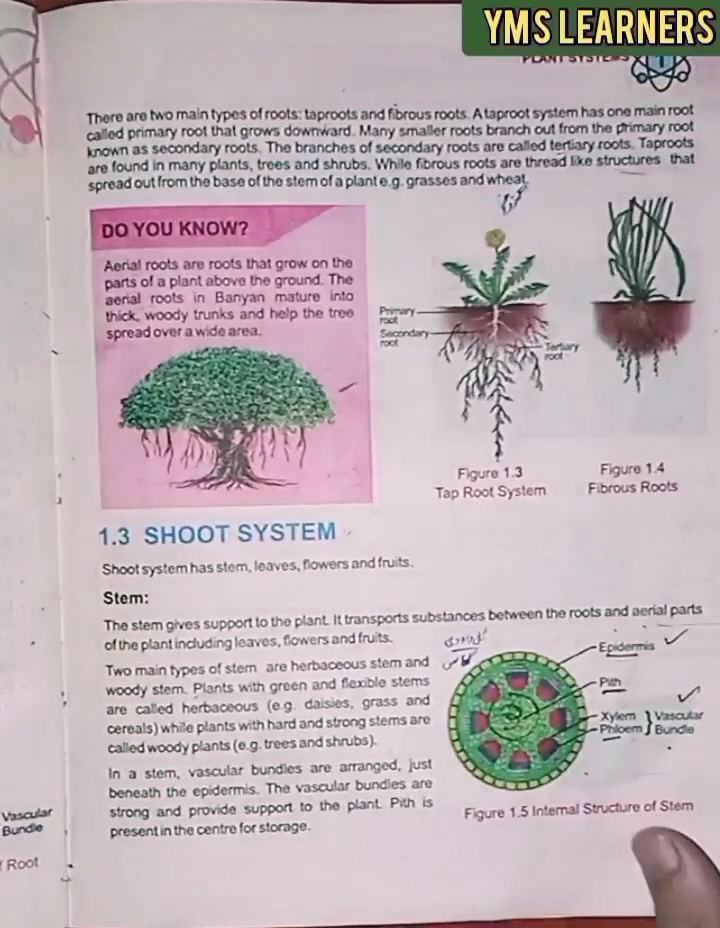 YMS LEARNERS
PLANT SYSTEMS
There are two main types of roots: taproots and fibrous roots. A taproot system has one main root
called primary root that grows downward. Many smaller roots branch out from the primary root
known as secondary roots. The branches of secondary roots are called tertiary roots. Taproots
are found in many plants, trees and shrubs. While fibrous roots are thread like structures that
spread out from the base of the stem of a plant e.g. grasses and wheat.
DO YOU KNOW?
Aerial roots are roots that grow on the
parts of a plant above the ground. The
aerial roots in Banyan mature into
thick, woody trunks and help the tree
spread over a wide area.
Primary
root
Secondary
root
Tertiary
root
Figure 1.3
Tap Root System
Figure 1.4
Fibrous Roots
1.3 SHOOT SYSTEM
Shoot system has stem, leaves, flowers and fruits.
Stem:
The stem gives support to the plant. It transports substances between the roots and aerial parts
of the plant including leaves, flowers and fruits.
Two main types of stem are herbaceous stem and
woody stem. Plants with green and flexible stems
are called herbaceous (e.g. daisies, grass and
cereals) while plants with hard and strong stems are
called woody plants (e.g. trees and shrubs).
In a stem, vascular bundles are arranged, just
beneath the epidermis. The vascular bundles are
strong and provide support to the plant. Pith is
present in the centre for storage.
Epidermis
Pith
Xylem } Vascular
Phloem } Bundle
Figure 1.5 Internal Structure of Stem
Vascular
Bundle
Root